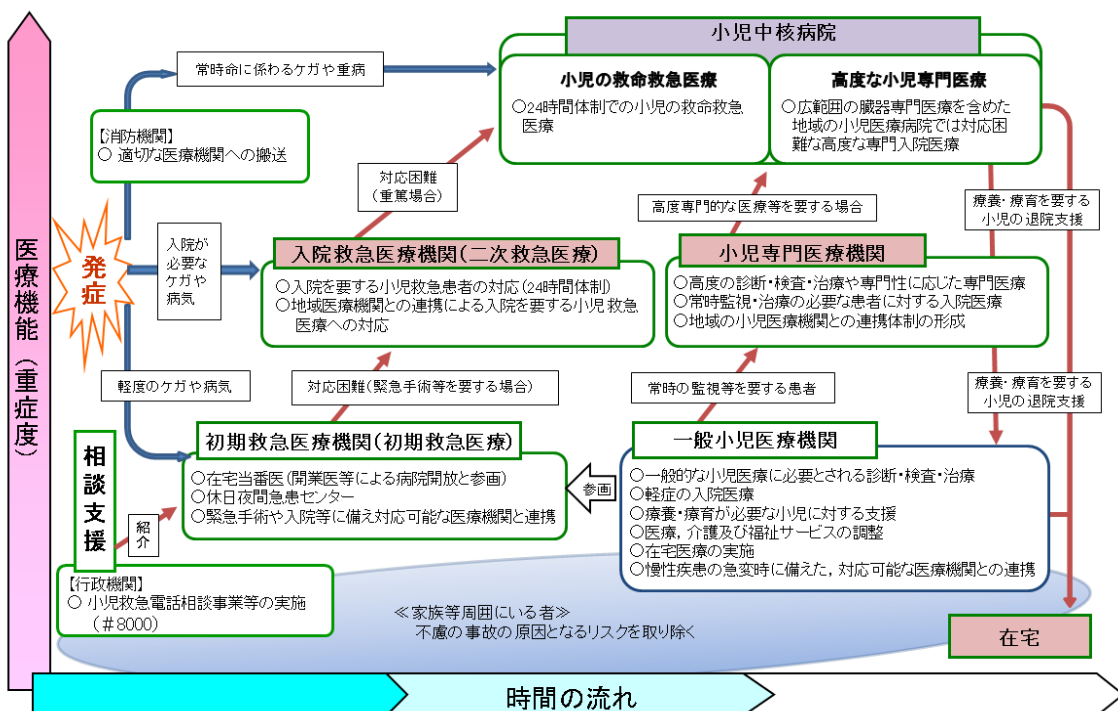 小児中核病院
小児の救命救急医療
○24時間体制での小児の救命救急
医療
高度な小児専門医療
○広範囲の臓器専門医療を含めた
地域の小児医療病院では対応困
難な高度な専門入院医療
常時命に係わるケガや重病
【消防機関】
○ 適切な医療機関への搬送
対応困難
(重篤場合)
高度専門的な医療等を要する場合
療養・療育を要する
小児の退院支援
医療機能(重症度)
発症
入院が
必要な
ケガや
病気
入院救急医療機関(二次救急医療)
○入院を要する小児救急患者の対応(24時間体制)
○地域医療機関との連携による入院を要する小児救急
医療への対応
小児専門医療機関
○高度の診断・検査・治療や専門性に応じた専門医療
○常時監視・治療の必要な患者に対する入院医療
○地域の小児医療機関との連携体制の形成
軽度のケガや病気
対応困難(緊急手術等を要する場合)
常時の監視等を要する患者
療養・療育を要する
小児の退院支援
相談支援
初期救急医療機関(初期救急医療)
○在宅当番医(開業医等による病院開放と参画)
○休日夜間急患センター
○緊急手術や入院等に備え対応可能な医療機関と連携
参画
一般小児医療機関
○一般的な小児医療に必要とされる診断・検査・治療
○軽症の入院医療
○療養・療育が必要な小児に対する支援
○医療,介護及び福祉サービスの調整
○在宅医療の実施
○慢性疾患の急変時に備えた,対応可能な医療機関との連携
紹介
【行政機関】
○ 小児救急電話相談事業等の実施
(#8000)
≪家族等周囲にいる者≫
不慮の事故の原因となるリスクを取り除く
在宅
時間の流れ